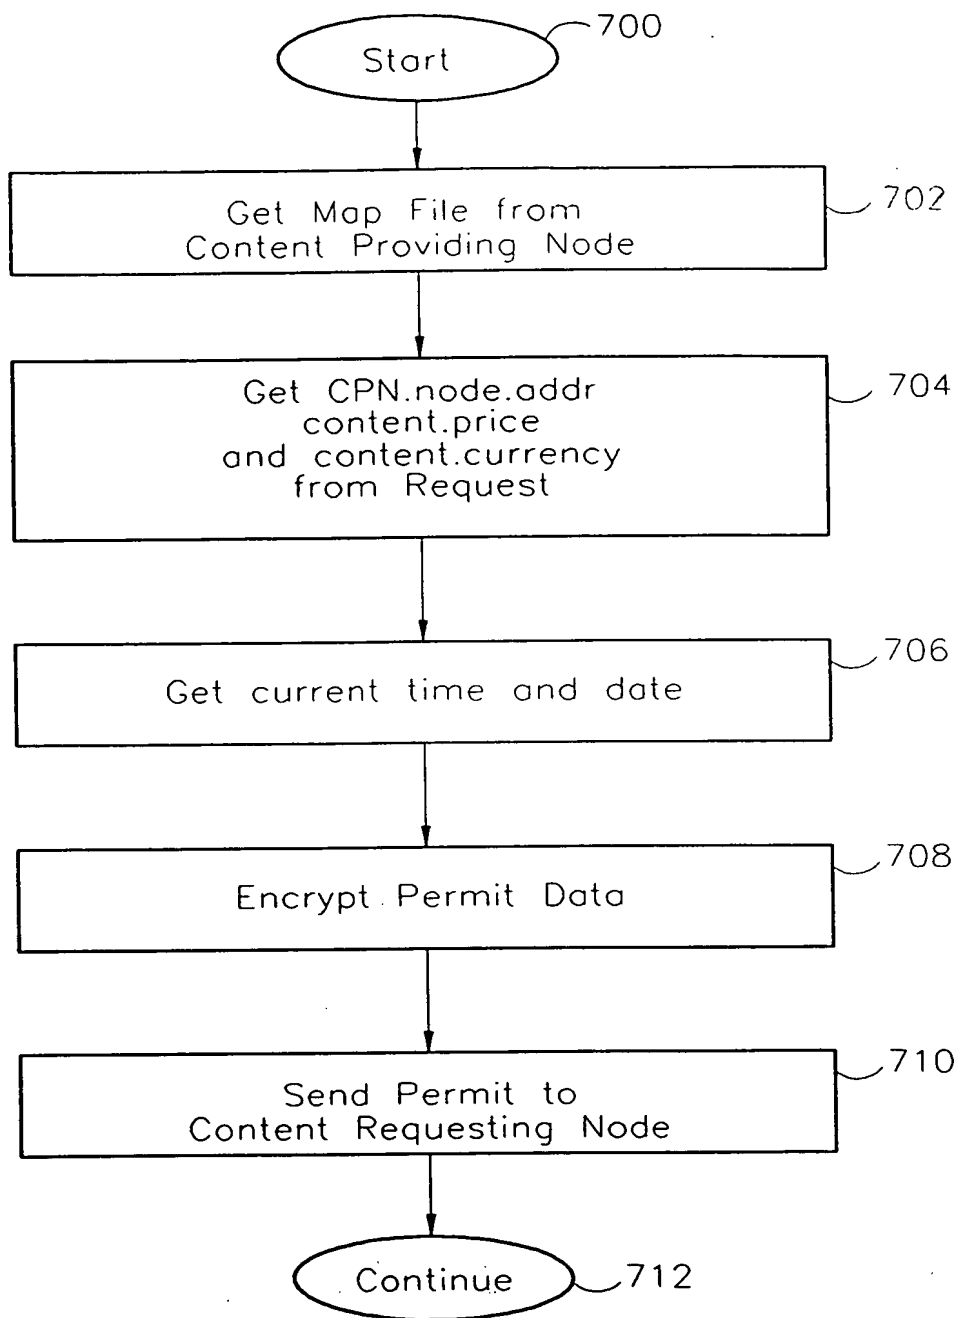 Start
700
Get Map File from
Content Providing Node
702
Get CPN.node.addr
content.price
and content.currency
from Request
704
Get current time and date
706
Encrypt Permit Data
708
Send Permit to
Content Requesting Node
710
Continue
712